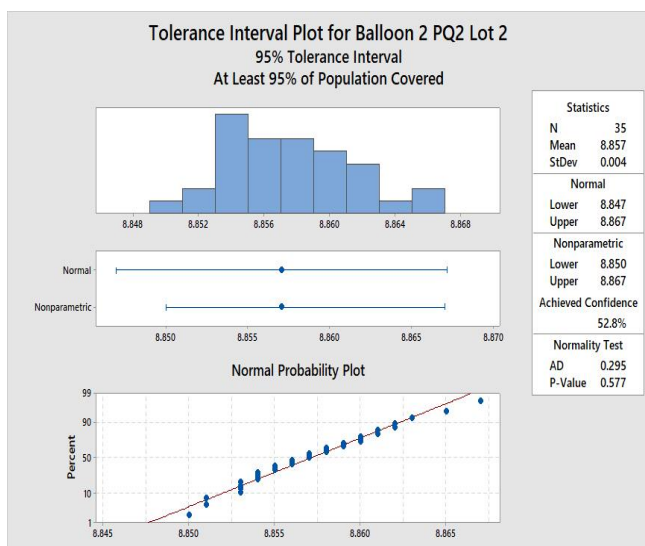 Tolerance Interval Plot for Balloon 2 PQ2 Lot 2
95% Tolerance Interval
At Least 95% of Population Covered
8.848 8.852 8.856 8.860 8.864 8.868
Normal
Nonparametric
8.850 8.855 8.860 8.865 8.870
Normal Probability Plot
Percent
99
90
50
10
1
8.845 8.850 8.855 8.860 8.865
Statistics
N 35
Mean 8.857
StDev 0.004
Normal
Lower 8.847
Upper 8.867
Nonparametric
Lower 8.850
Upper 8.867
Achieved Confidence
52.8%
Normality Test
AD 0.295
P-Value 0.577